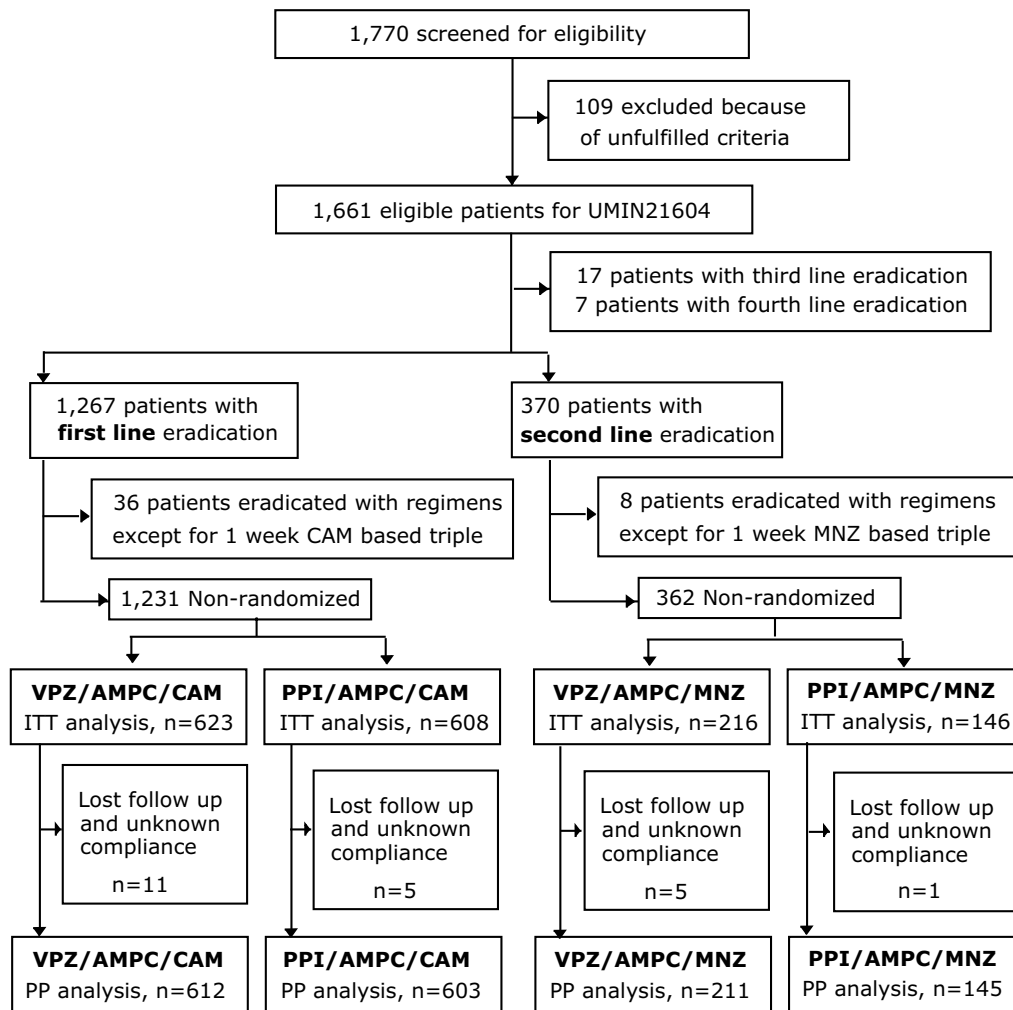 1,770 screened for eligibility
109 excluded because
of unfulfilled criteria
1,661 eligible patients for UMIN21604
17 patients with third line eradication
7 patients with fourth line eradication
1,267 patients with
first line eradication
370 patients with
second line eradication
36 patients eradicated with regimens
except for 1 week CAM based triple
8 patients eradicated with regimens
except for 1 week MNZ based triple
1,231 Non-randomized
362 Non-randomized
VPZ/AMPC/CAM
ITT analysis, n=623
PPI/AMPC/CAM
ITT analysis, n=608
VPZ/AMPC/MNZ
ITT analysis, n=216
PPI/AMPC/MNZ
ITT analysis, n=146
Lost follow up
and unknown
compliance
n=11
Lost follow up
and unknown
compliance
n=5
Lost follow up
and unknown
compliance
n=5
Lost follow up
and unknown
compliance
n=1
VPZ/AMPC/CAM
PP analysis, n=612
PPI/AMPC/CAM
PP analysis, n=603
VPZ/AMPC/MNZ
PP analysis, n=211
PPI/AMPC/MNZ
PP analysis, n=145